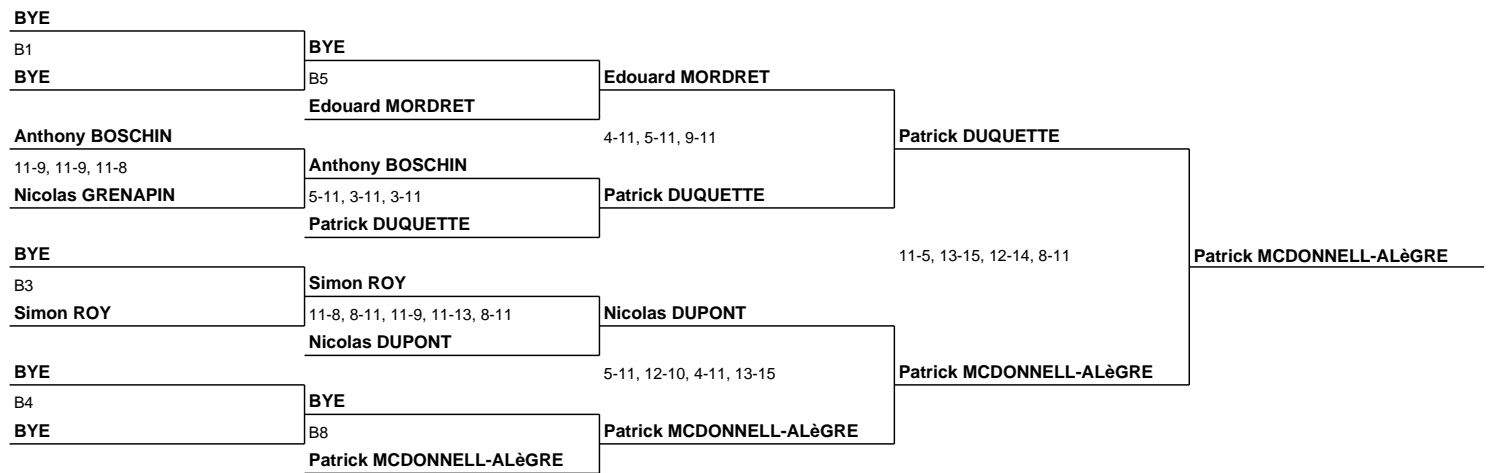 BYE
B1
BYE
BYE
B5
Edouard MORDRET
Edouard MORDRET
Anthony BOSCHIN
4-11, 5-11, 9-11
Patrick DUQUETTE
11-9, 11-9, 11-8
Anthony BOSCHIN
Nicolas GRENAPIN
5-11, 3-11, 3-11
Patrick DUQUETTE
Patrick DUQUETTE
BYE
11-5, 13-15, 12-14, 8-11
Patrick MCDONNELL-ALèGRE
B3
Simon ROY
Simon ROY
11-8, 8-11, 11-9, 11-13, 8-11
Nicolas DUPONT
Nicolas DUPONT
BYE
5-11, 12-10, 4-11, 13-15
Patrick MCDONNELL-ALèGRE
B4
BYE
BYE
B8
Patrick MCDONNELL-ALèGRE
Patrick MCDONNELL-ALèGRE